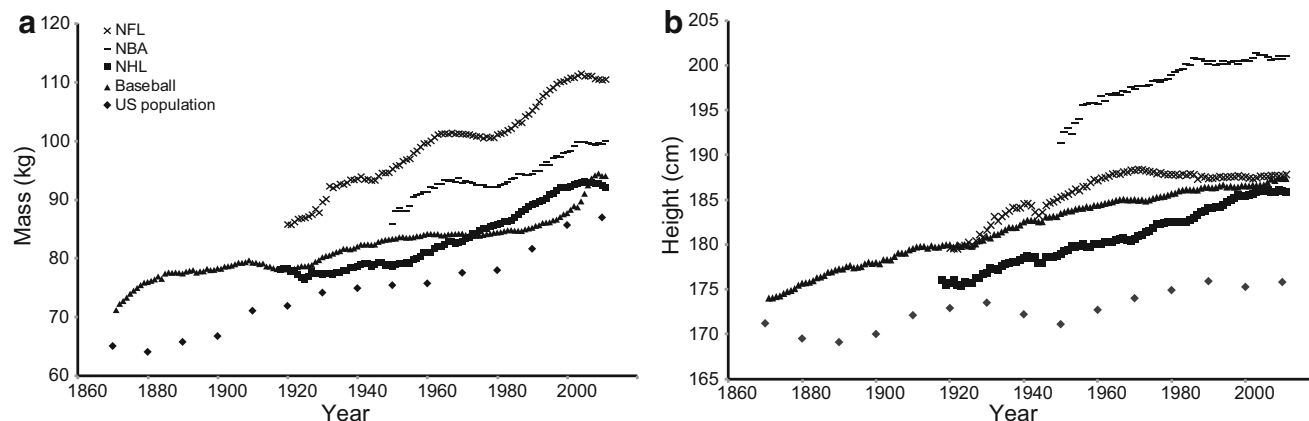 a
120
110
100
90
80
70
60
Mass (kg)
NFL
NBA
NHL
Baseball
US population
1860 1880 1900 1920 1940 1960 1980 2000
Year
b
205
200
195
190
185
180
175
170
165
Height (cm)
1860 1880 1900 1920 1940 1960 1980 2000
Year